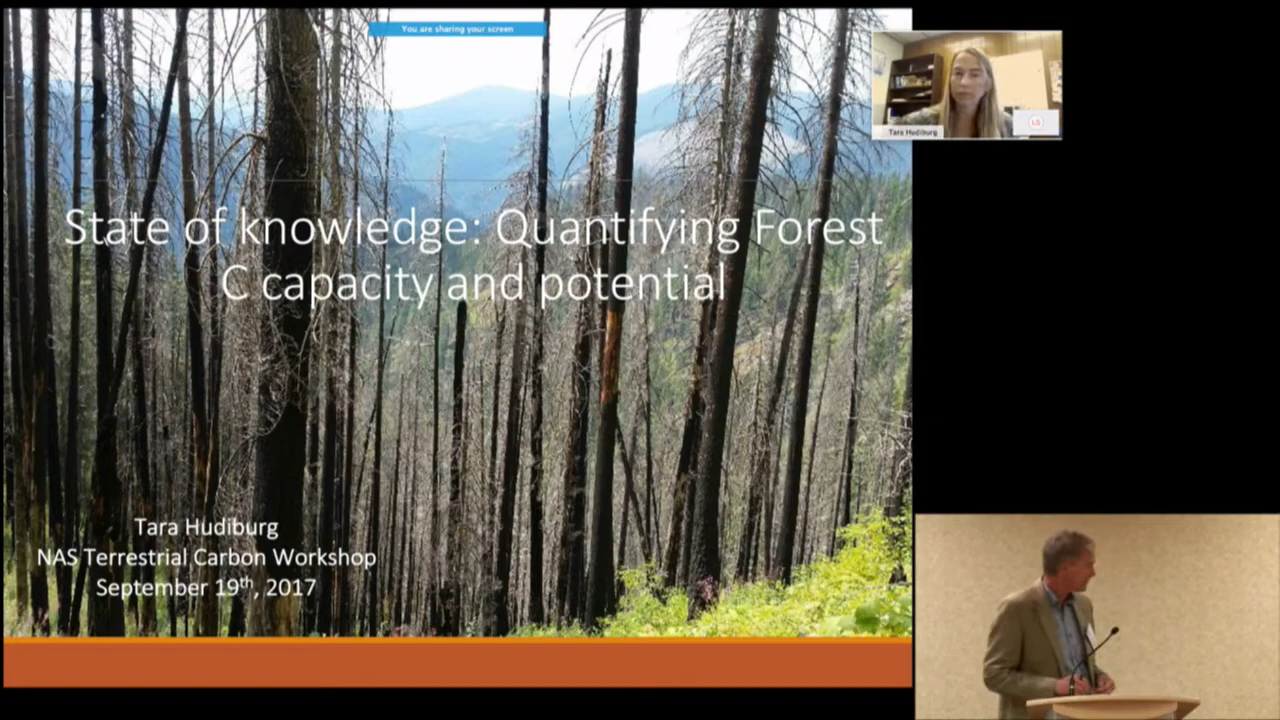 You are sharing your screen
Tara Hudiburg
State of knowledge: Quantifying Forest
C capacity and potential
Tara Hudiburg
NAS Terrestrial Carbon Workshop
September 19th, 2017